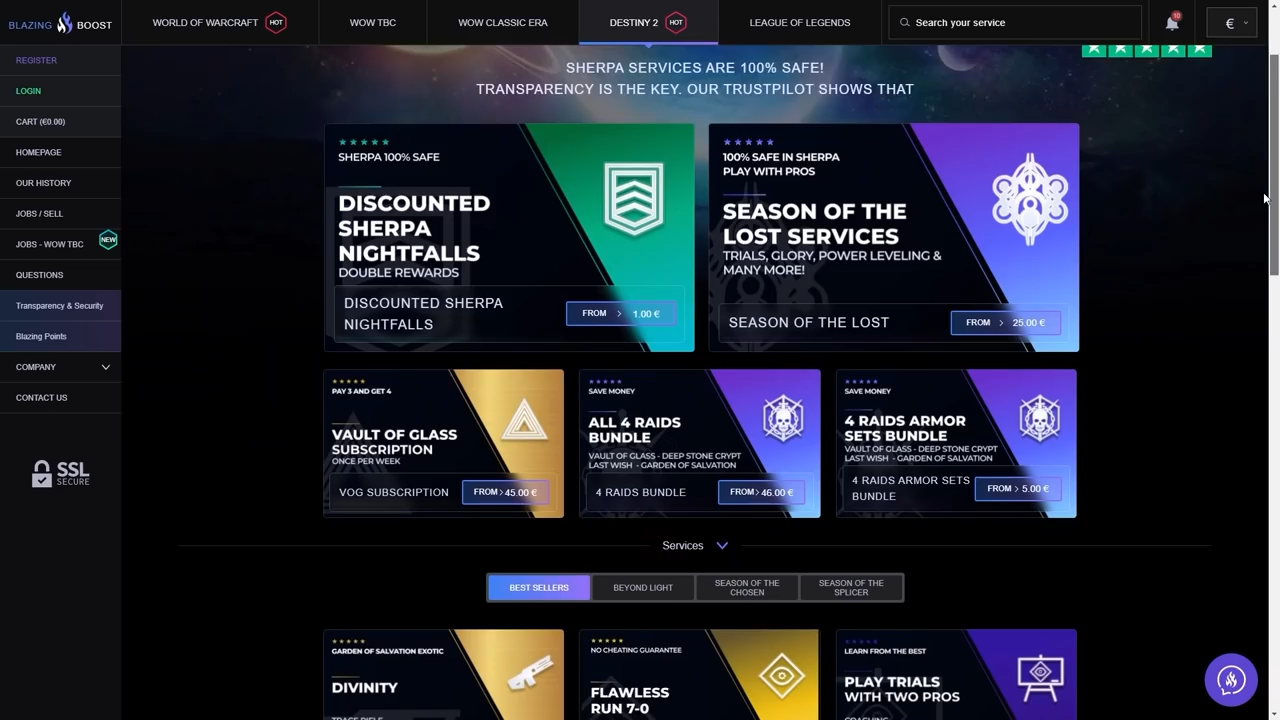 BLAZING BOOST
WORLD OF WARCRAFT HOT
WOW TBC
WOW CLASSIC ERA
DESTINY 2 HOT
LEAGUE OF LEGENDS
Search your service
10
€
REGISTER
LOGIN
CART (€0.00)
HOMEPAGE
OUR HISTORY
JOBS / SELL
JOBS - WOW TBC NEW
QUESTIONS
Transparency & Security
Blazing Points
COMPANY
CONTACT US
SSL
SECURE
SHERPA SERVICES ARE 100% SAFE!
TRANSPARENCY IS THE KEY. OUR TRUSTPILOT SHOWS THAT
SHERPA 100% SAFE
DISCOUNTED
SHERPA
NIGHTFALLS
DOUBLE REWARDS
DISCOUNTED SHERPA
NIGHTFALLS
FROM > 1.00 €
100% SAFE IN SHERPA
PLAY WITH PROS
SEASON OF THE
LOST SERVICES
TRIALS, GLORY, POWER LEVELING &
MANY MORE!
SEASON OF THE LOST
FROM > 25.00 €
PAY 3 AND GET 4
VAULT OF GLASS
SUBSCRIPTION
ONCE PER WEEK
VOG SUBSCRIPTION
FROM > 45.00 €
SAVE MONEY
ALL 4 RAIDS
BUNDLE
VAULT OF GLASS - DEEP STONE CRYPT
LAST WISH - GARDEN OF SALVATION
4 RAIDS BUNDLE
FROM > 46.00 €
SAVE MONEY
4 RAIDS ARMOR
SETS BUNDLE
VAULT OF GLASS - DEEP STONE CRYPT
LAST WISH - GARDEN OF SALVATION
4 RAIDS ARMOR SETS
BUNDLE
FROM > 5.00 €
Services
BEST SELLERS
BEYOND LIGHT
SEASON OF THE
CHOSEN
SEASON OF THE
SPLICER
GARDEN OF SALVATION EXOTIC
DIVINITY
TRACE RIFLE
NO CHEATING GUARANTEE
FLAWLESS
RUN 7-0
LEARN FROM THE BEST
PLAY TRIALS
WITH TWO PROS
COACHING